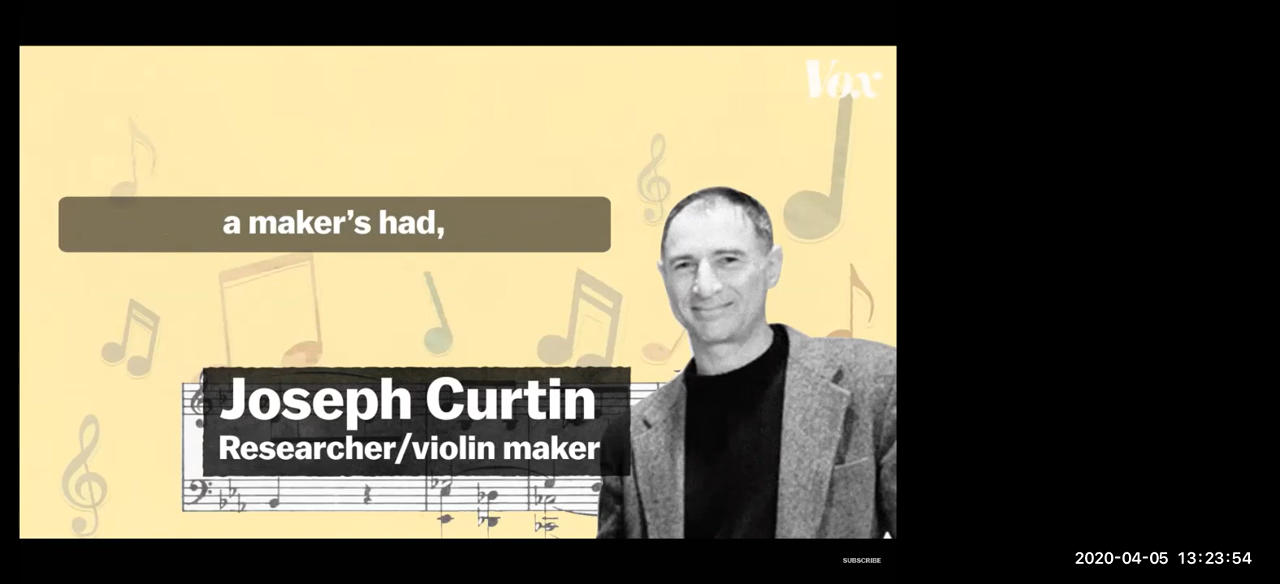 Vox
a maker’s had,
Joseph Curtin
Researcher/violin maker
SUBSCRIBE
2020-04-05 13:23:54